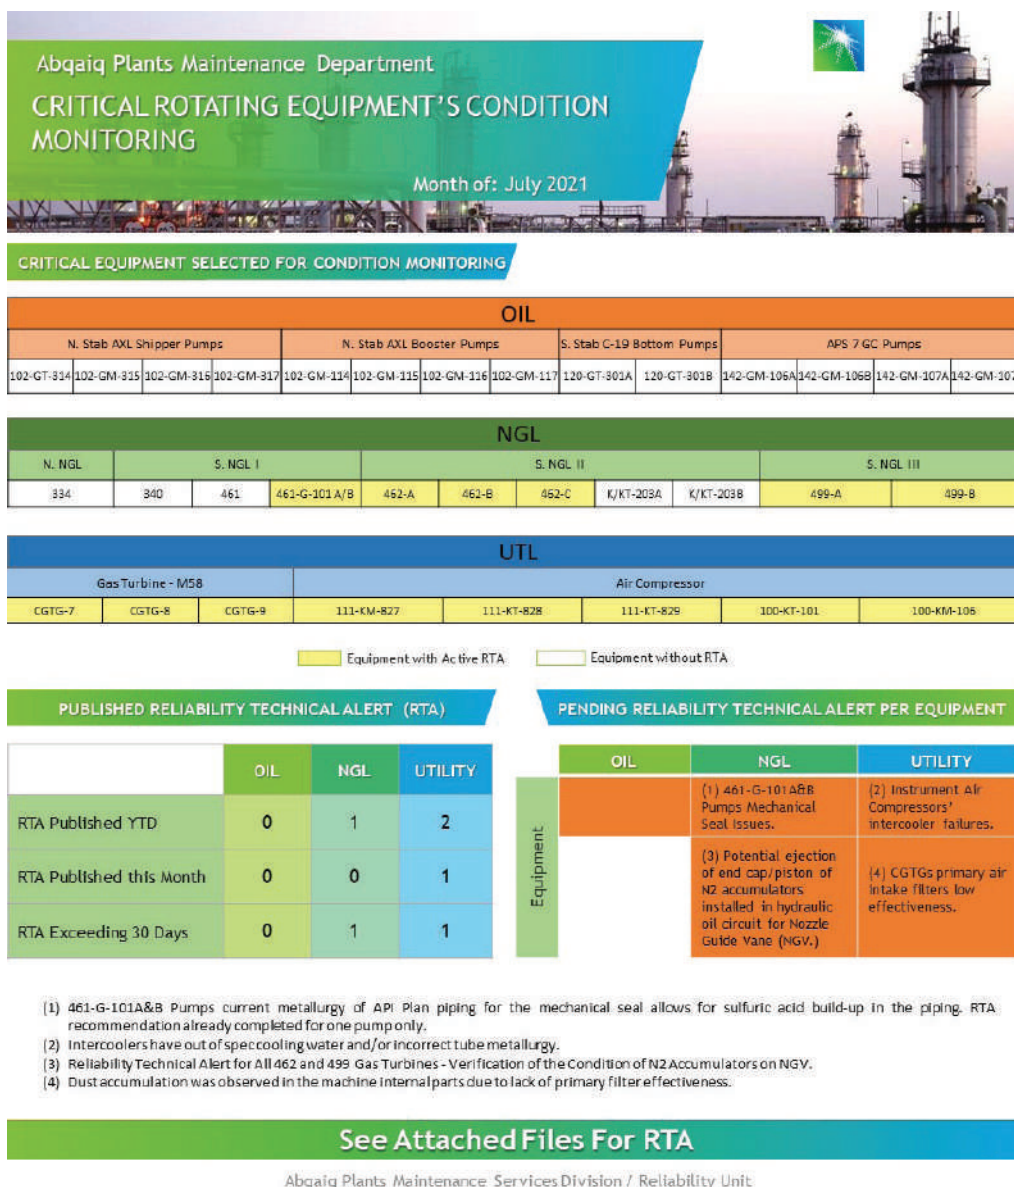 Abqaiq Plants Maintenance Department
CRITICAL ROTATING EQUIPMENT'S CONDITION
MONITORING
Month of: July 2021
CRITICAL EQUIPMENT SELECTED FOR CONDITION MONITORING
OIL
N. Stab AXL Shipper Pumps N. Stab AXL Booster Pumps S. Stab C-19 Bottom Pumps APS 7 GC Pumps
102-GT-314 102-GM-315 102-GM-316 102-GM-317 102-GM-114 102-GM-115 102-GM-116 102-GM-117 120-GT-301A 120-GT-301B 142-GM-106A 142-GM-106B 142-GM-107A 142-GM-107
NGL
N. NGL S. NGL I S. NGL II S. NGL III
334 340 461 461-G-101 A/B 462-A 462-B 462-C K/KT-203A K/KT-203B 499-A 499-B
UTL
Gas Turbine - M58 Air Compressor
CGTG-7 CGTG-8 CGTG-9 111-KM-827 111-KT-828 111-KT-829 100-KT-101 100-KM-106
Equipment with Active RTA Equipment without RTA
PUBLISHED RELIABILITY TECHNICAL ALERT (RTA)
OIL NGL UTILITY
RTA Published YTD 0 1 2
RTA Published this Month 0 0 1
RTA Exceeding 30 Days 0 1 1
PENDING RELIABILITY TECHNICAL ALERT PER EQUIPMENT
OIL NGL UTILITY
Equipment
(1) 461-G-101A&B
Pumps Mechanical
Seal Issues.
(2) Instrument Air
Compressors'
intercooler failures.
(3) Potential ejection
of end cap/piston of
N2 accumulators
installed in hydraulic
oil circuit for Nozzle
Guide Vane (NGV.)
(4) CGTGs primary air
intake filters low
effectiveness.
(1) 461-G-101A&B Pumps current metallurgy of API Plan piping for the mechanical seal allows for sulfuric acid build-up in the piping. RTA
recommendation already completed for one pump only.
(2) Intercoolers have out of spec cooling water and/or incorrect tube metallurgy.
(3) Reliability Technical Alert for All 462 and 499 Gas Turbines - Verification of the Condition of N2 Accumulators on NGV.
(4) Dust accumulation was observed in the machine internal parts due to lack of primary filter effectiveness.
See Attached Files For RTA
Abqaiq Plants Maintenance Services Division / Reliability Unit